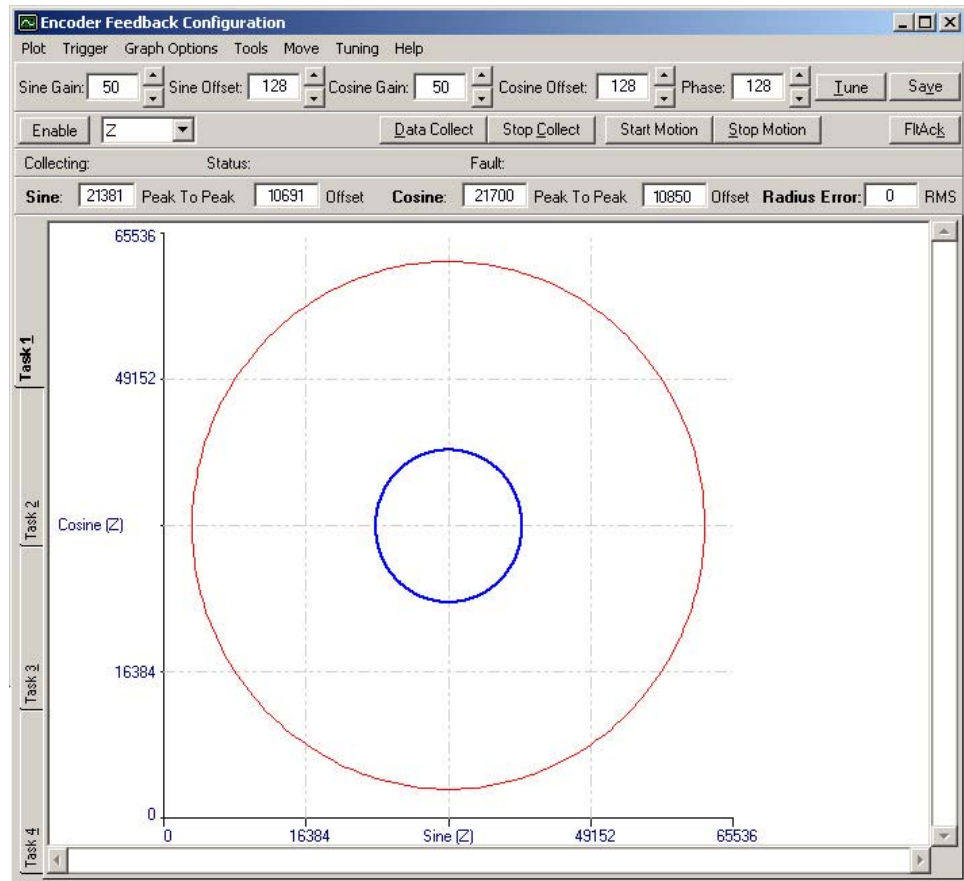 Encoder Feedback Configuration
Plot Trigger Graph Options Tools Move Tuning Help
Sine Gain: 50 Sine Offset: 128 Cosine Gain: 50 Cosine Offset: 128 Phase: 128 Tune Save
Enable Z Data Collect Stop Collect Start Motion Stop Motion FltAck
Collecting: Status: Fault:
Sine: 21381 Peak To Peak 10691 Offset Cosine: 21700 Peak To Peak 10850 Offset Radius Error: 0 RMS
65536
49152
Cosine (Z)
16384
0
0 16384 Sine (Z) 49152 65536
Task 1
Task 2
Task 3
Task 4